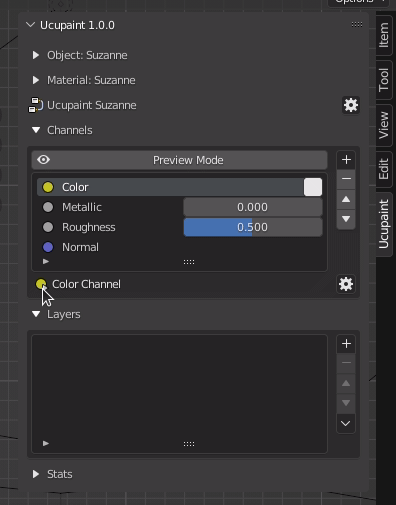 Options
Ucupaint 1.0.0
Object: Suzanne
Material: Suzanne
Ucupaint Suzanne
Channels
Preview Mode
Color
Metallic 0.000
Roughness 0.500
Normal
Color Channel
Layers
Stats
Item
Tool
View
Edit
Ucupaint